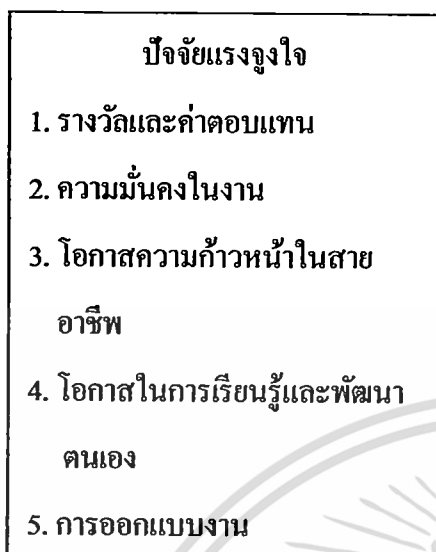 ปัจจัยแรงจูงใจ
1. รางวัลและค่าตอบแทน
2. ความมั่นคงในงาน
3. โอกาสความก้าวหน้าในสาย
อาชีพ
4. โอกาสในการเรียนรู้และพัฒนา
ตนเอง
5. การออกแบบงาน